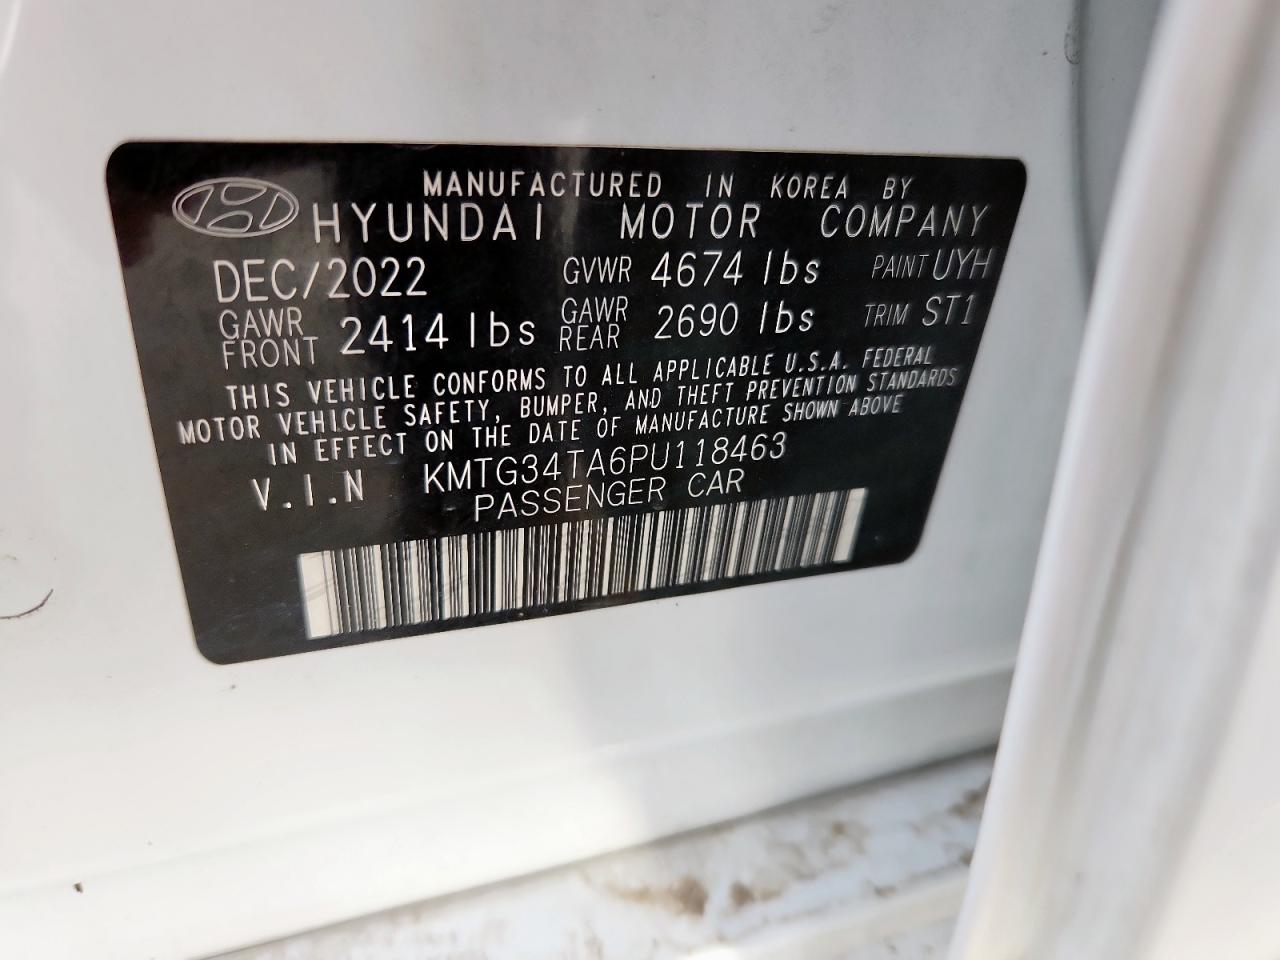 MANUFACTURED IN KOREA BY
HYUNDAI MOTOR COMPANY
DEC/2022 GVWR 4674 lbs PAINT UYH
GAWR FRONT 2414 lbs GAWR REAR 2690 lbs TRIM ST1
THIS VEHICLE CONFORMS TO ALL APPLICABLE U.S.A. FEDERAL
MOTOR VEHICLE SAFETY, BUMPER, AND THEFT PREVENTION STANDARDS
IN EFFECT ON THE DATE OF MANUFACTURE SHOWN ABOVE
V.I.N KMTG34TA6PU118463
PASSENGER CAR